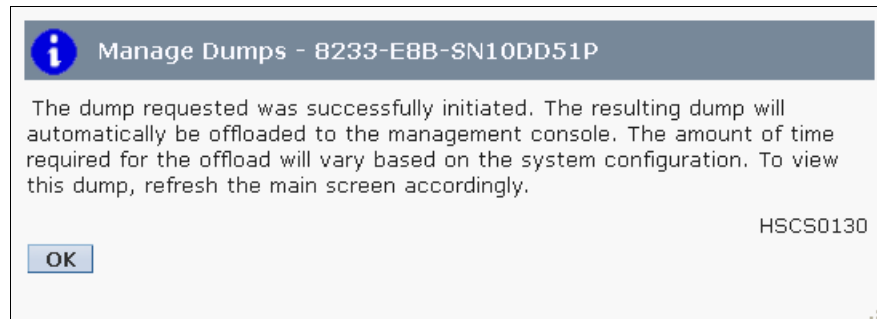 Manage Dumps - 8233-E8B-SN10DD51P
The dump requested was successfully initiated. The resulting dump will
automatically be offloaded to the management console. The amount of time
required for the offload will vary based on the system configuration. To view
this dump, refresh the main screen accordingly.
HSCS0130
OK